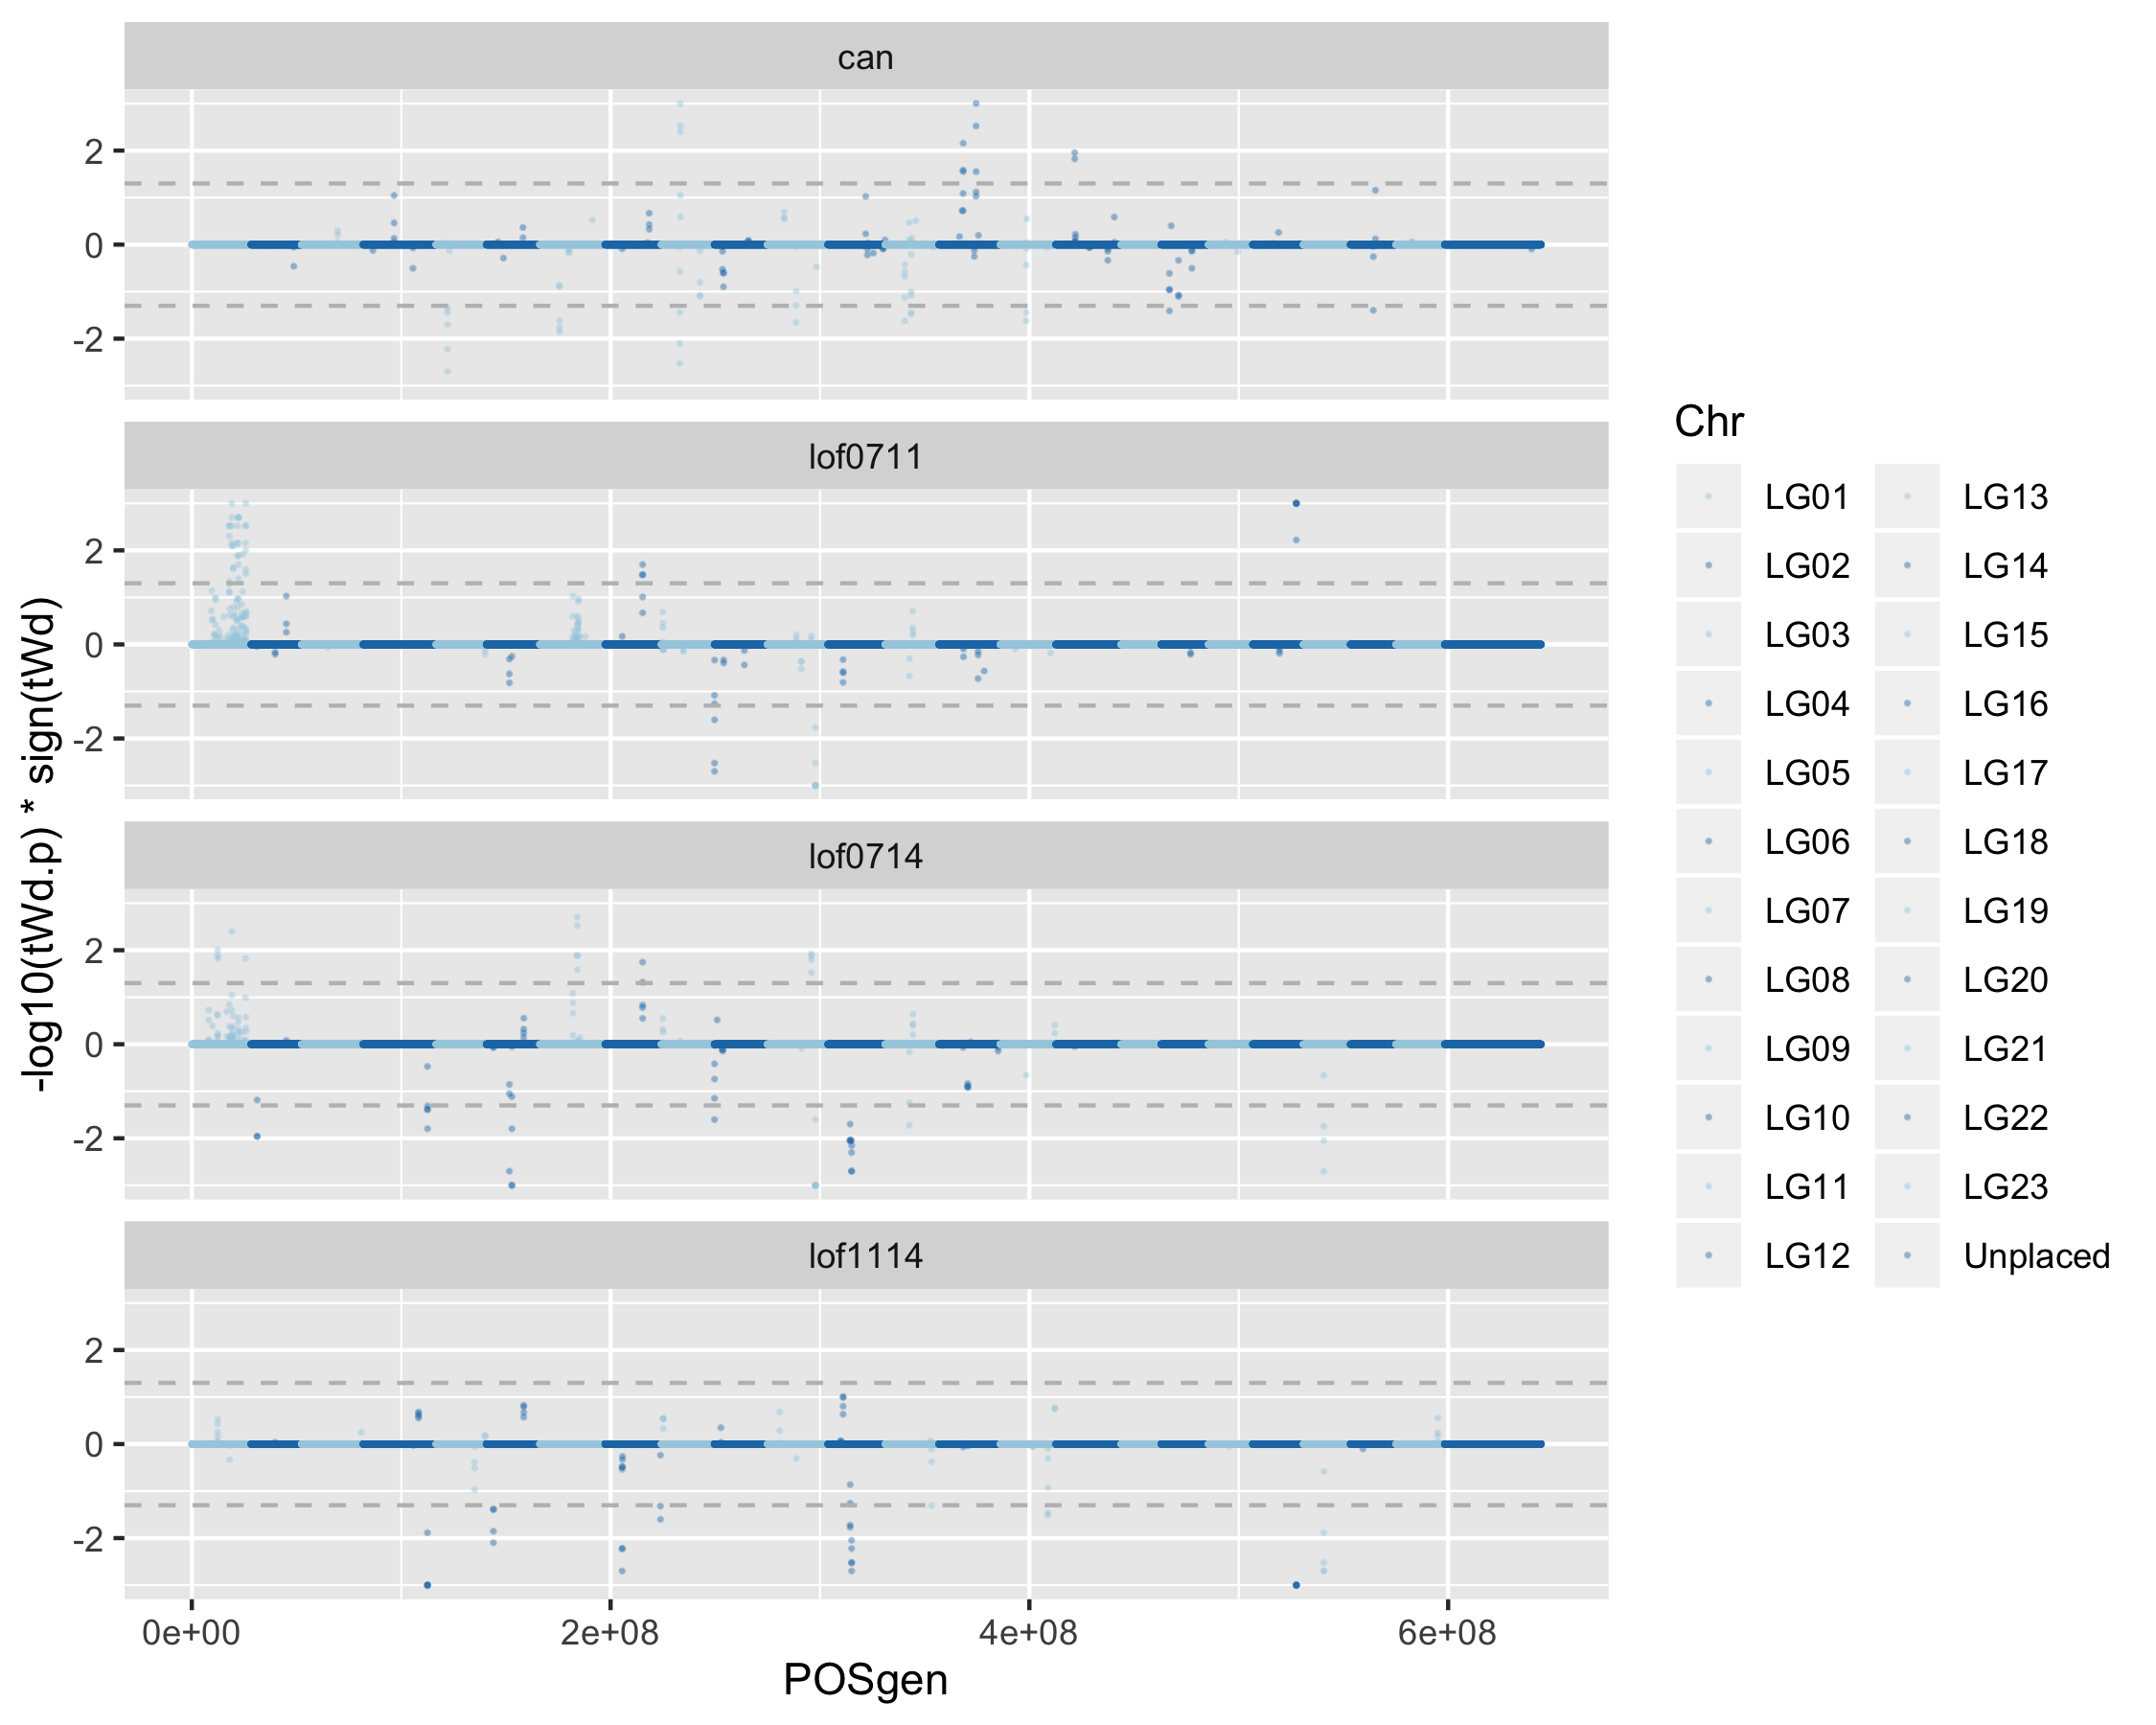 can
2
0
-2
lof0711
2
0
-2
lof0714
2
0
-2
lof1114
2
0
-2
0e+00 2e+08 4e+08 6e+08
POSgen
-log10(tWd.p) * sign(tWd)
Chr
LG01 LG13
LG02 LG14
LG03 LG15
LG04 LG16
LG05 LG17
LG06 LG18
LG07 LG19
LG08 LG20
LG09 LG21
LG10 LG22
LG11 LG23
LG12 Unplaced